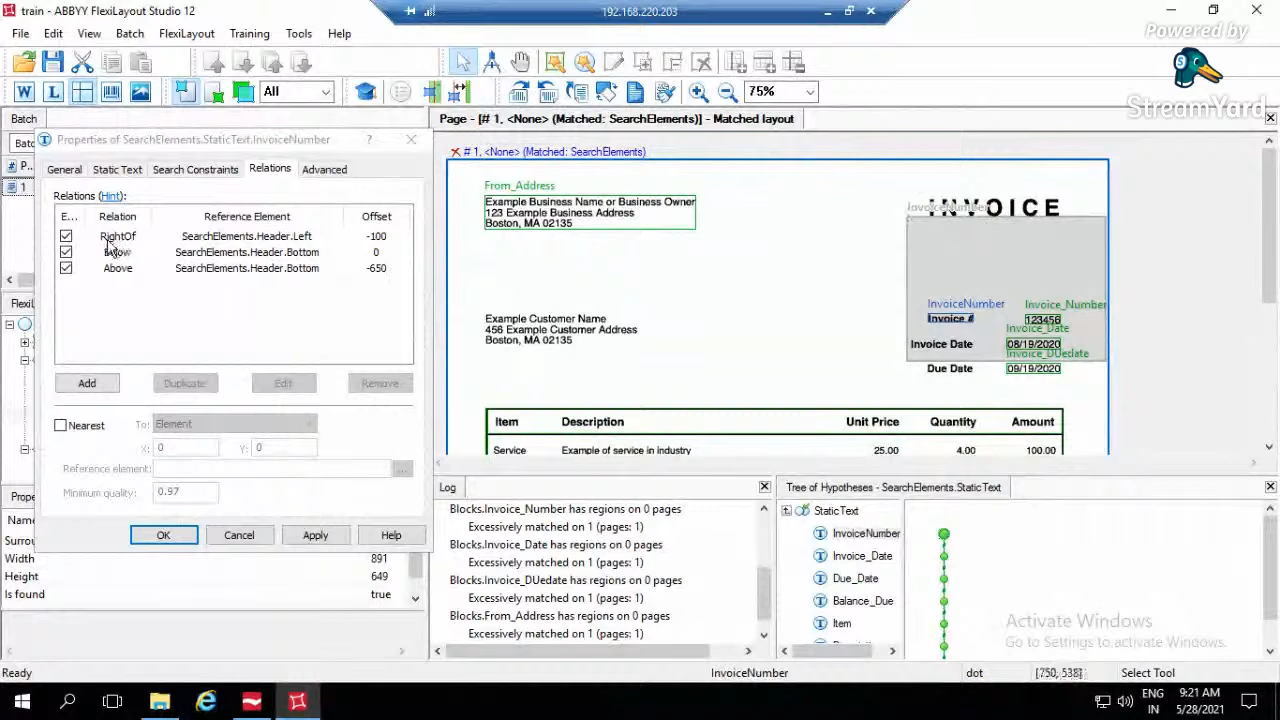 train - ABBYY FlexiLayout Studio 12
192.168.220.203
Powered by
StreamYard
File Edit View Batch FlexiLayout Training Tools Help
W L All 75%
Batch
Page - [# 1, <None> (Matched: SearchElements)] - Matched layout
Properties of SearchElements.StaticText.InvoiceNumber ?
General Static Text Search Constraints Relations Advanced
Relations (Hint):
E... Relation Reference Element Offset
RightOf SearchElements.Header.Left -100
Below SearchElements.Header.Bottom 0
Above SearchElements.Header.Bottom -650
Add Duplicate Edit Remove
Nearest To: Element
X: 0 Y: 0
Reference element: ...
Minimum quality: 0.97
OK Cancel Apply Help
Width 891
Height 649
Is found true
# 1, <None> (Matched: SearchElements)
From_Address
Example Business Name or Business Owner
123 Example Business Address
Boston, MA 02135
InvoiceNumber
INVOICE
InvoiceNumber Invoice_Number
Invoice # 123456
Invoice_Date
Invoice Date 08/19/2020
Invoice_DUedate
Due Date 09/19/2020
Example Customer Name
456 Example Customer Address
Boston, MA 02135
Item Description Unit Price Quantity Amount
Service Example of service in industry 25.00 4.00 100.00
Log
Blocks.Invoice_Number has regions on 0 pages
Excessively matched on 1 (pages: 1)
Blocks.Invoice_Date has regions on 0 pages
Excessively matched on 1 (pages: 1)
Blocks.Invoice_DUedate has regions on 0 pages
Excessively matched on 1 (pages: 1)
Blocks.From_Address has regions on 0 pages
Excessively matched on 1 (pages: 1)
Tree of Hypotheses - SearchElements.StaticText
StaticText
InvoiceNumber
Invoice_Date
Due_Date
Balance_Due
Item
Activate Windows
Go to Settings to activate Windows.
Ready InvoiceNumber dot [750, 538] Select Tool
ENG
IN
9:21 AM
5/28/2021